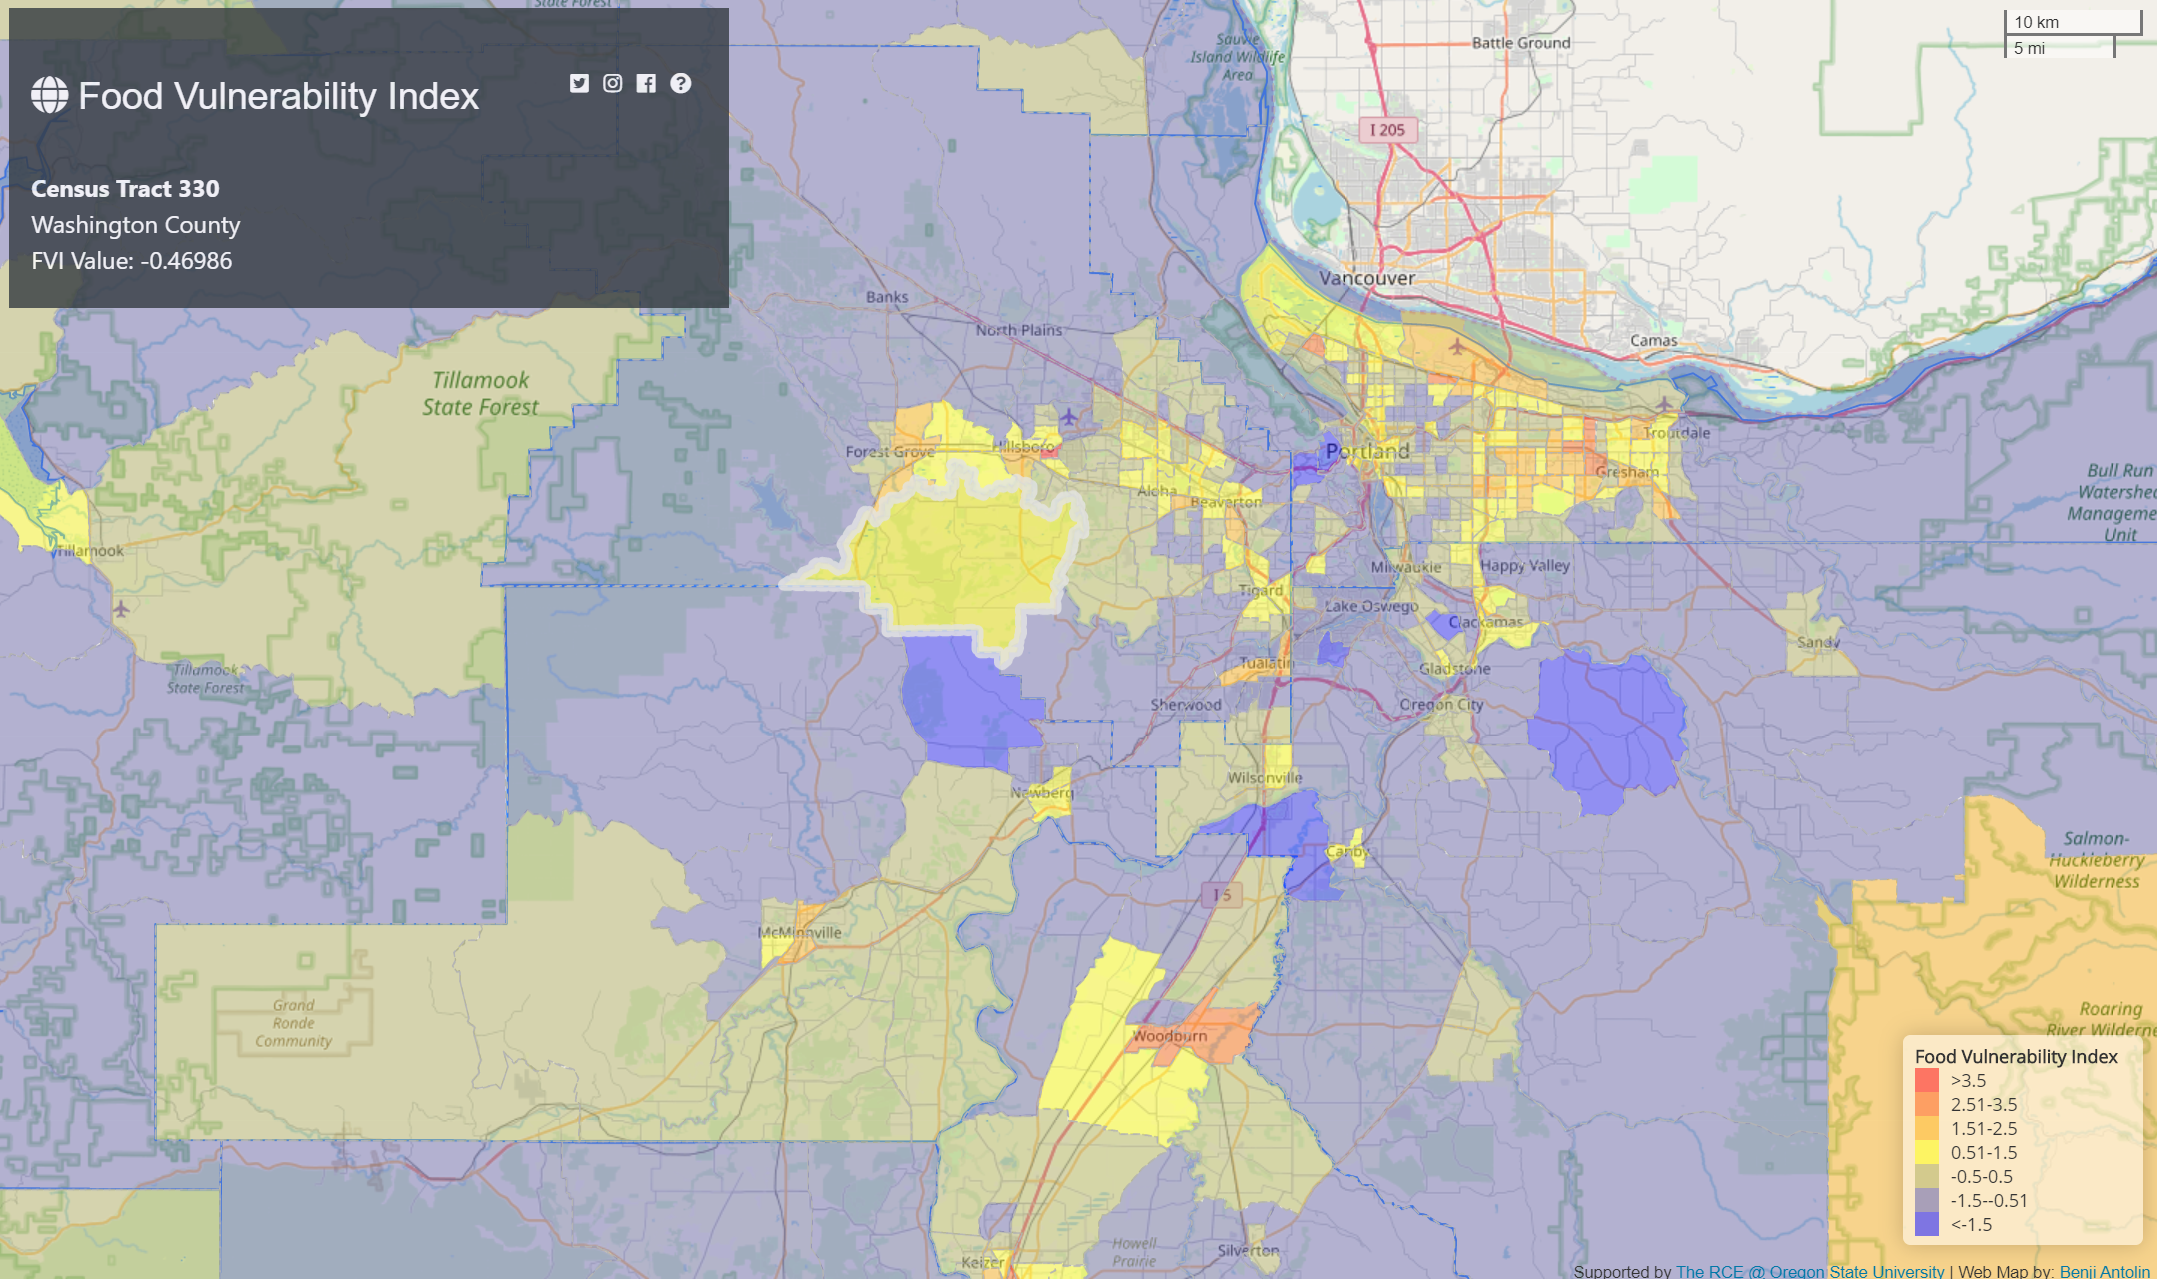 State Forest
Food Vulnerability Index
Census Tract 330
Washington County
FVI Value: -0.46986
10 km
5 mi
Sauvie
Island Wildlife
Area
Battle Ground
I 205
Vancouver
Camas
Banks
North Plains
Tillamook
State Forest
Forest Grove
Hillsboro
Portland
Troutdale
Gresham
Bull Run
Watershed
Manageme
Unit
Aloha
Beaverton
Tillamook
Milwaukie
Happy Valley
Tigard
Lake Oswego
Clackamas
Sandy
Tualatin
Gladstone
Tillamook
State Forest
Sherwood
Oregon City
Wilsonville
Newberg
Canby
Salmon-
Huckleberry
Wilderness
I 5
McMinnville
Grand
Ronde
Community
Woodburn
Roaring
River Wilderne
Food Vulnerability Index
>3.5
2.51-3.5
1.51-2.5
0.51-1.5
-0.5-0.5
-1.5--0.51
<-1.5
Howell
Prairie
Silverton
Keizer
Supported by The RCE @ Oregon State University | Web Map by: Benji Antolin